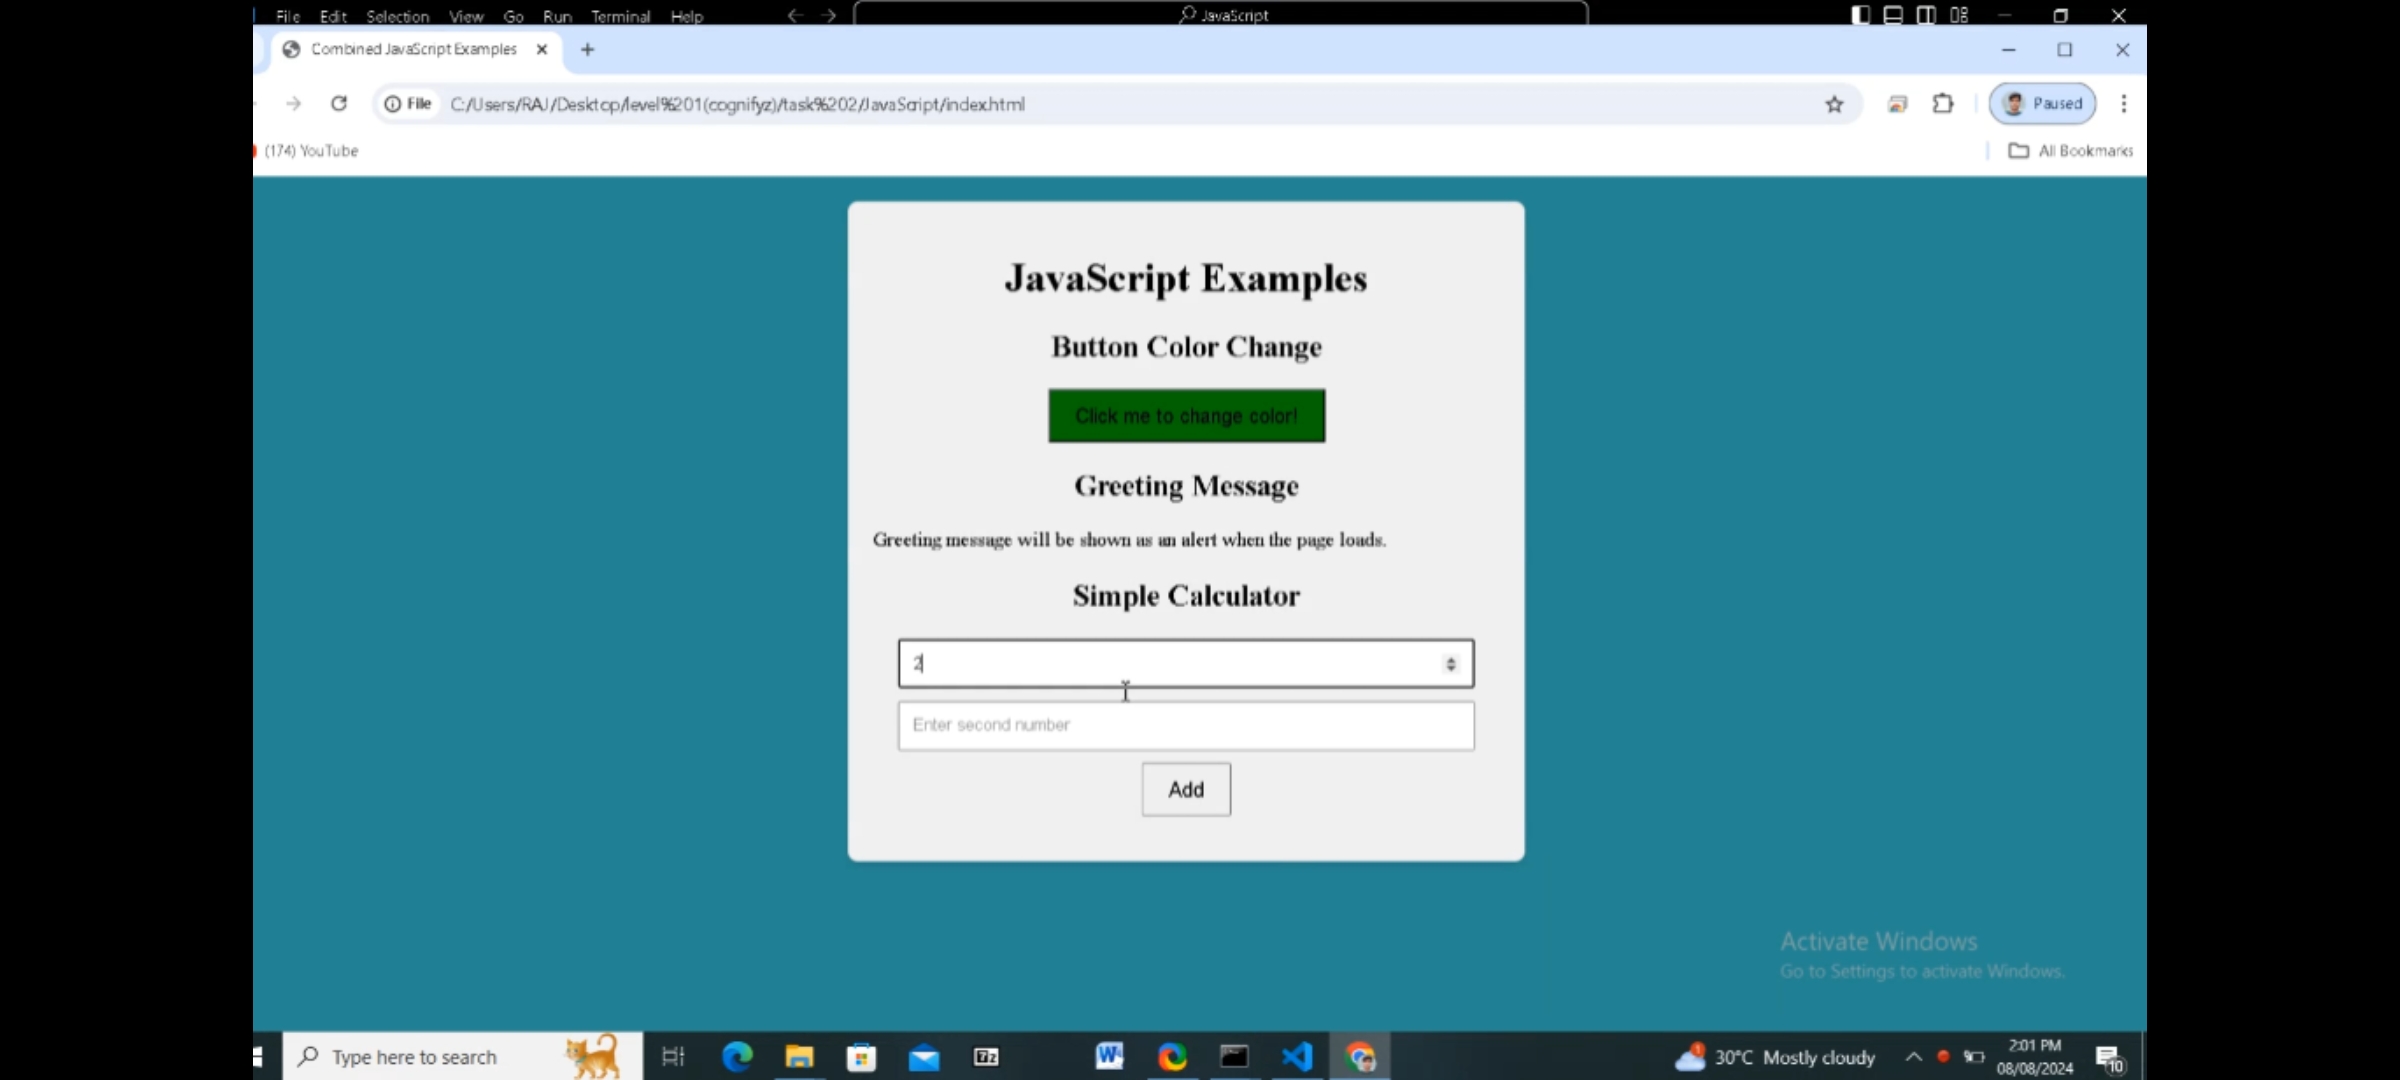 File Edit Selection View Go Run Terminal Help JavaScript
Combined JavaScript Examples
File C:/Users/RAJ/Desktop/level%201(cognifyz)/task%202/JavaScript/index.html Paused
(174) YouTube All Bookmarks
JavaScript Examples
Button Color Change
Click me to change color!
Greeting Message
Greeting message will be shown as an alert when the page loads.
Simple Calculator
2
Enter second number
Add
Activate Windows
Go to Settings to activate Windows.
Type here to search 30°C Mostly cloudy 2:01 PM
08/08/2024 10